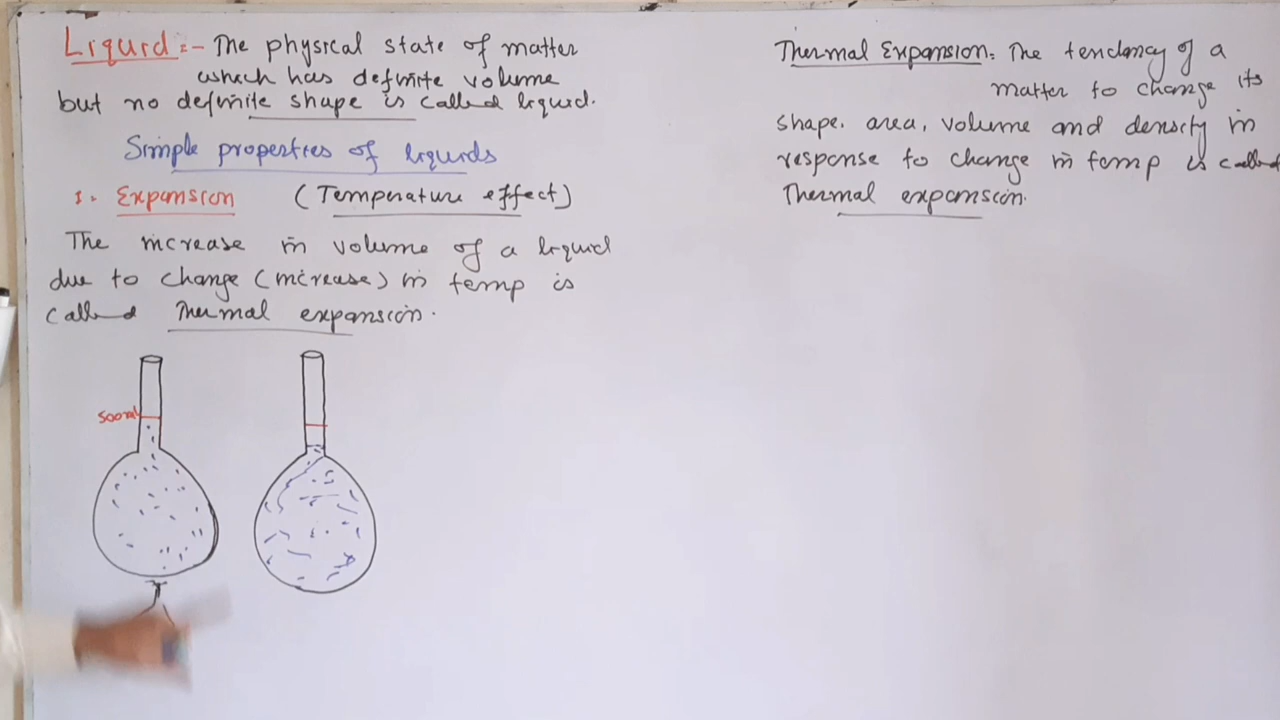 Liquid:- The physical state of matter
which has definite volume
but no definite shape is called liquid.
Simple properties of liquids
1. Expansion (Temperature effect)
The increase in volume of a liquid
due to change (increase) in temp is
called Thermal expansion.
500ml
Thermal Expansion: The tendancy of a
matter to change its
shape. area, volume and density in
response to change in temp is called
Thermal expansion.